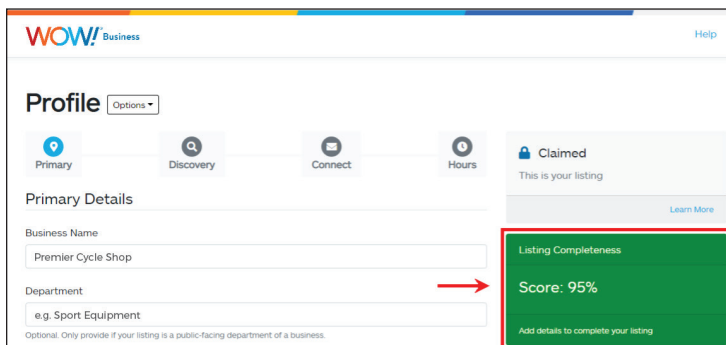 WOW! Business
Help
Profile Options
Primary
Discovery
Connect
Hours
Primary Details
Business Name
Premier Cycle Shop
Department
e.g. Sport Equipment
Optional. Only provide if your listing is a public-facing department of a business.
Claimed
This is your listing
Learn More
Listing Completeness
Score: 95%
Add details to complete your listing